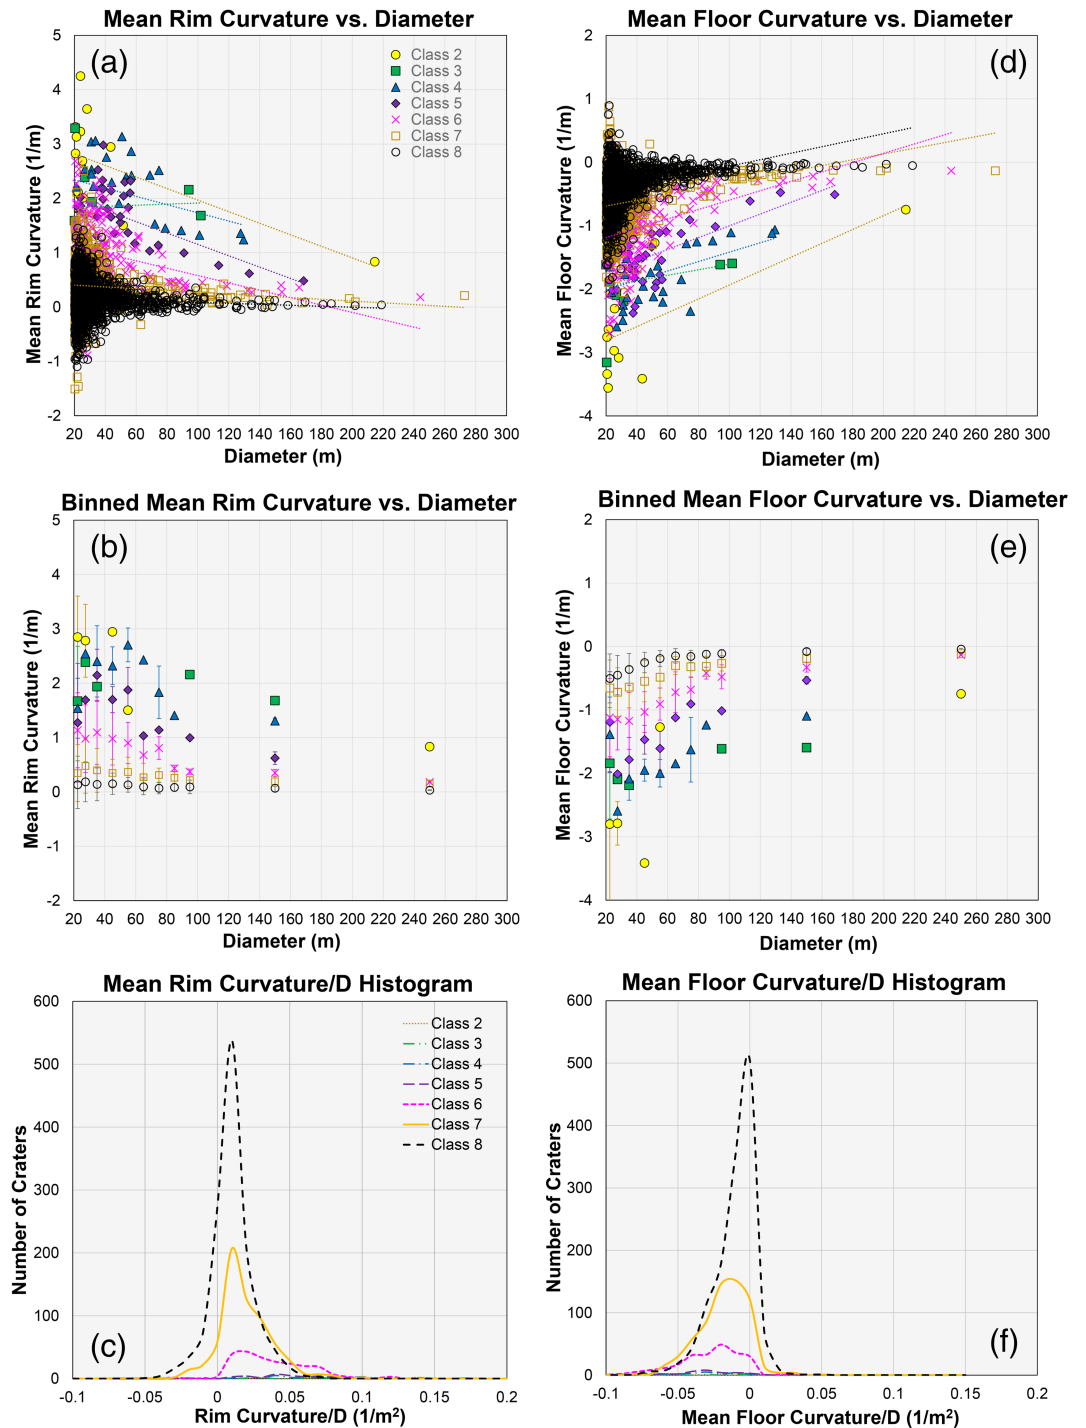 Mean Rim Curvature vs. Diameter
(a)
Mean Rim Curvature (1/m)
5
4
3
2
1
0
-1
-2
Class 2
Class 3
Class 4
Class 5
Class 6
Class 7
Class 8
20 40 60 80 100 120 140 160 180 200 220 240 260 280 300
Diameter (m)
Mean Floor Curvature vs. Diameter
(d)
Mean Floor Curvature (1/m)
2
1
0
-1
-2
-3
-4
20 40 60 80 100 120 140 160 180 200 220 240 260 280 300
Diameter (m)
Binned Mean Rim Curvature vs. Diameter
(b)
Mean Rim Curvature (1/m)
5
4
3
2
1
0
-1
-2
20 40 60 80 100 120 140 160 180 200 220 240 260 280 300
Diameter (m)
Binned Mean Floor Curvature vs. Diameter
(e)
Mean Floor Curvature (1/m)
2
1
0
-1
-2
-3
-4
20 40 60 80 100 120 140 160 180 200 220 240 260 280 300
Diameter (m)
Mean Rim Curvature/D Histogram
Number of Craters
600
500
400
300
200
100
0
Class 2
Class 3
Class 4
Class 5
Class 6
Class 7
Class 8
(c)
-0.1 -0.05 0 0.05 0.1 0.15 0.2
Rim Curvature/D (1/m²)
Mean Floor Curvature/D Histogram
Number of Craters
600
500
400
300
200
100
0
(f)
-0.1 -0.05 0 0.05 0.1 0.15 0.2
Mean Floor Curvature/D (1/m²)